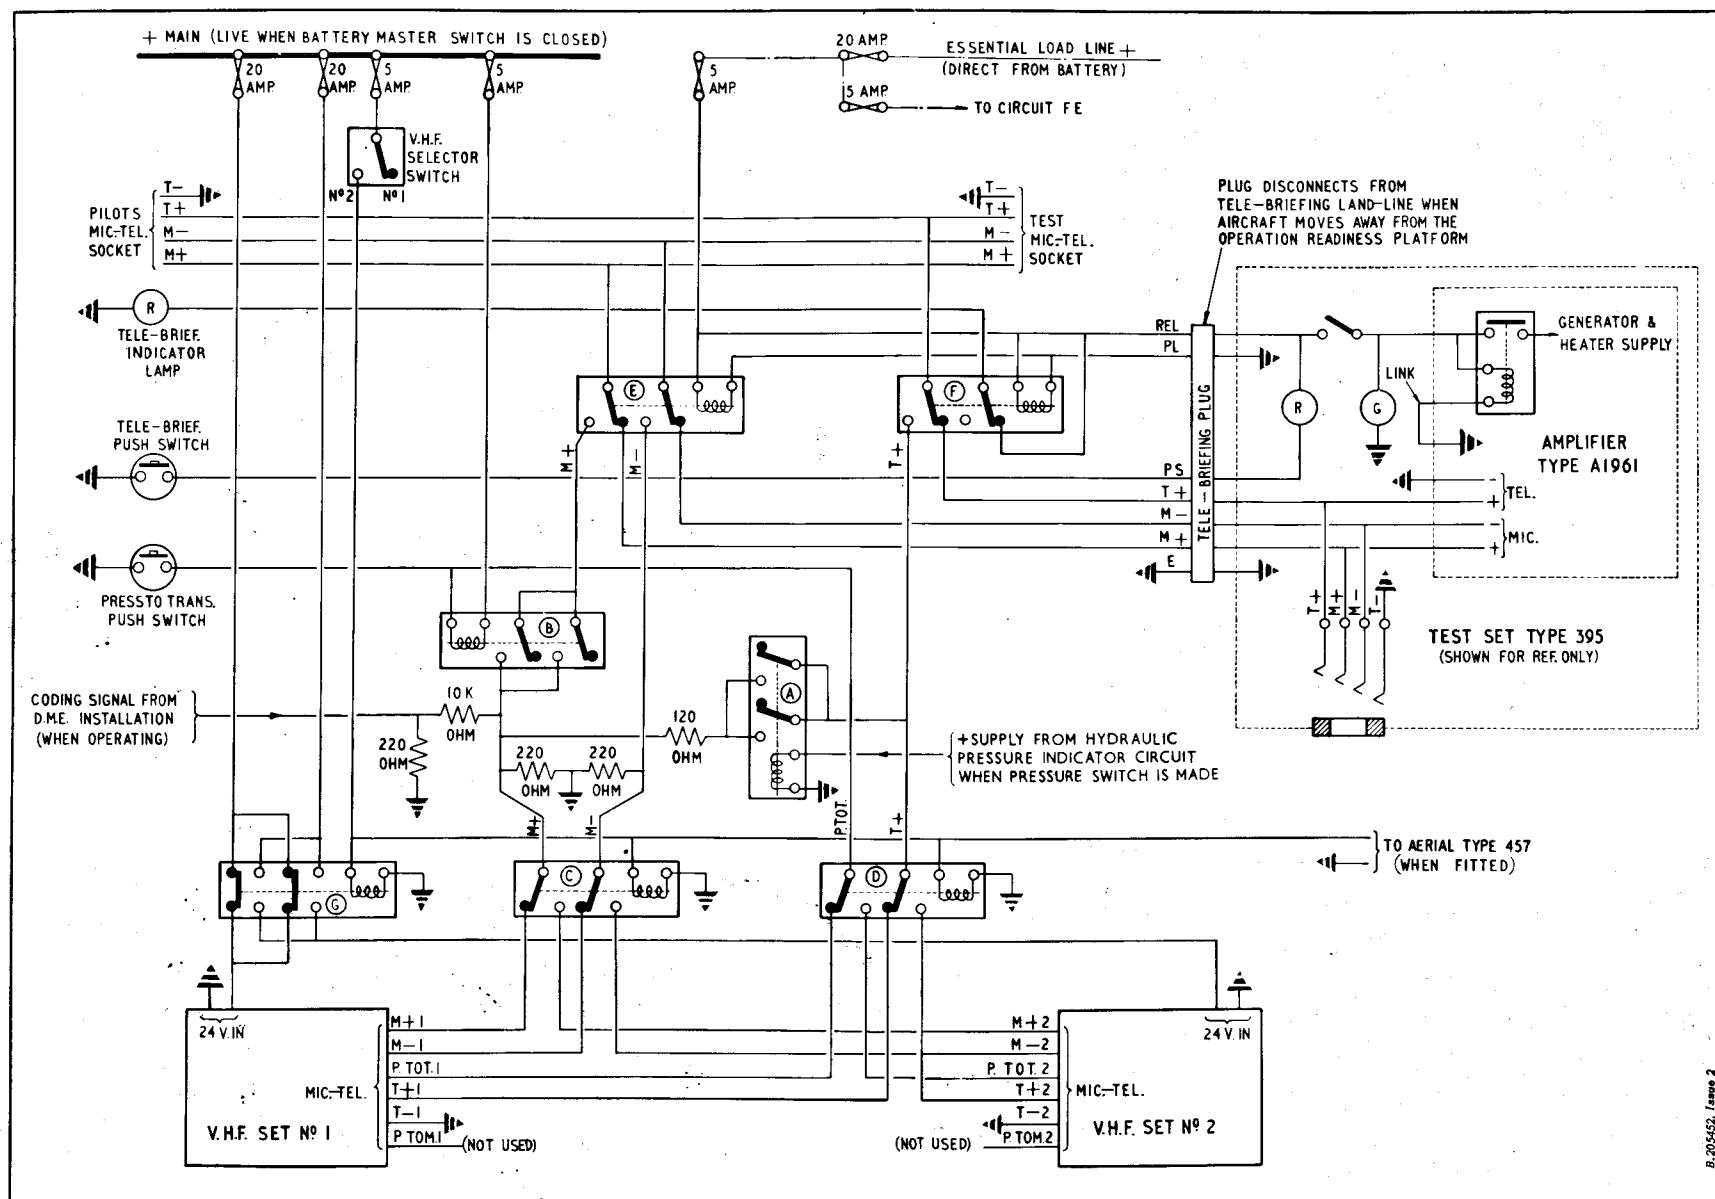 + MAIN (LIVE WHEN BATTERY MASTER SWITCH IS CLOSED)
20 AMP.
20 AMP.
5 AMP.
5 AMP.
5 AMP.
20 AMP.
ESSENTIAL LOAD LINE +
(DIRECT FROM BATTERY)
15 AMP.
TO CIRCUIT F E
V.H.F.
SELECTOR
SWITCH
Nº 2
Nº 1
PILOTS
MIC-TEL.
SOCKET
T-
T+
M-
M+
T-
T+
M-
M+
TEST
MIC-TEL.
SOCKET
PLUG DISCONNECTS FROM
TELE-BRIEFING LAND-LINE WHEN
AIRCRAFT MOVES AWAY FROM THE
OPERATION READINESS PLATFORM
R
TELE-BRIEF.
INDICATOR
LAMP
REL
PL
GENERATOR &
HEATER SUPPLY
LINK
R
G
E
F
AMPLIFIER
TYPE A1961
TELE-BRIEF.
PUSH SWITCH
M+
M-
T+
PS
T+
M-
M+
E
TELE-BRIEFING PLUG
-
+
TEL.
-
+
MIC.
PRESS TO TRANS.
PUSH SWITCH
T+
M+
M-
T-
TEST SET TYPE 395
(SHOWN FOR REF. ONLY)
B
A
CODING SIGNAL FROM
D.M.E. INSTALLATION
(WHEN OPERATING)
10 K
OHM
220
OHM
220
OHM
220
OHM
120
OHM
+ SUPPLY FROM HYDRAULIC
PRESSURE INDICATOR CIRCUIT
WHEN PRESSURE SWITCH IS MADE
M+
M-
P.TOT.
T+
TO AERIAL TYPE 457
(WHEN FITTED)
G
C
D
24 V. IN
MIC-TEL.
V.H.F. SET Nº 1
M+1
M-1
P. TOT. 1
T+1
T-1
P TOM.1
(NOT USED)
M+2
M-2
P. TOT. 2
T+2
T-2
P TOM.2
(NOT USED)
24 V. IN
MIC-TEL.
V.H.F. SET Nº 2
B.205452. Issue 2